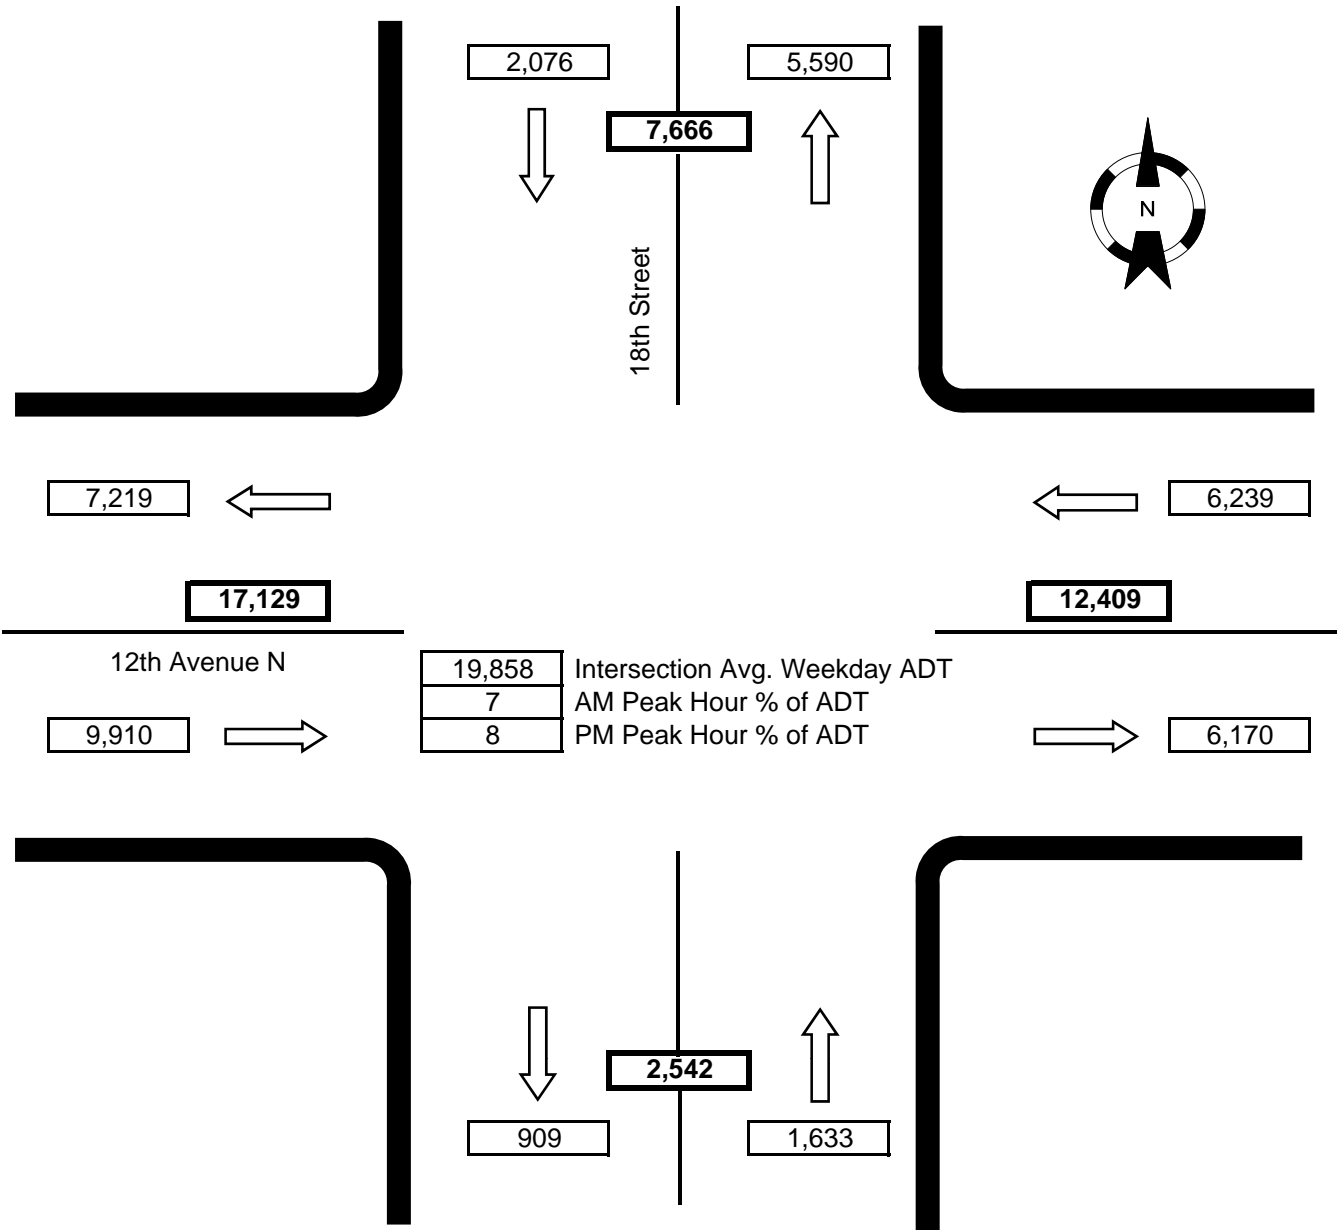 2,076
5,590
7,666
N
18th Street
7,219
6,239
17,129
12,409
12th Avenue N
19,858 Intersection Avg. Weekday ADT
7 AM Peak Hour % of ADT
8 PM Peak Hour % of ADT
9,910
6,170
2,542
909
1,633